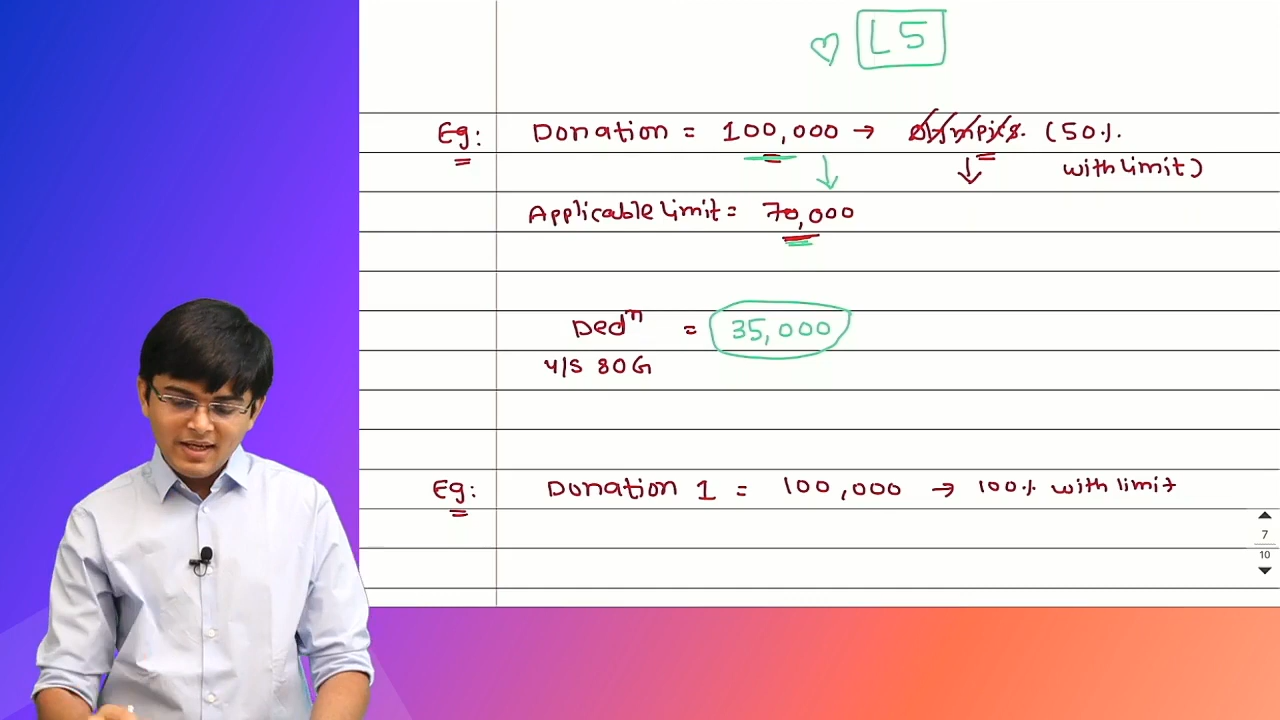 ♡ L5
Eg: Donation = 100,000 → Olympics. (50%.
with limit)
Applicable limit = 70,000
Dedⁿ = 35,000
u/s 80G
Eg: Donation 1 = 100,000 → 100% with limit
7
10